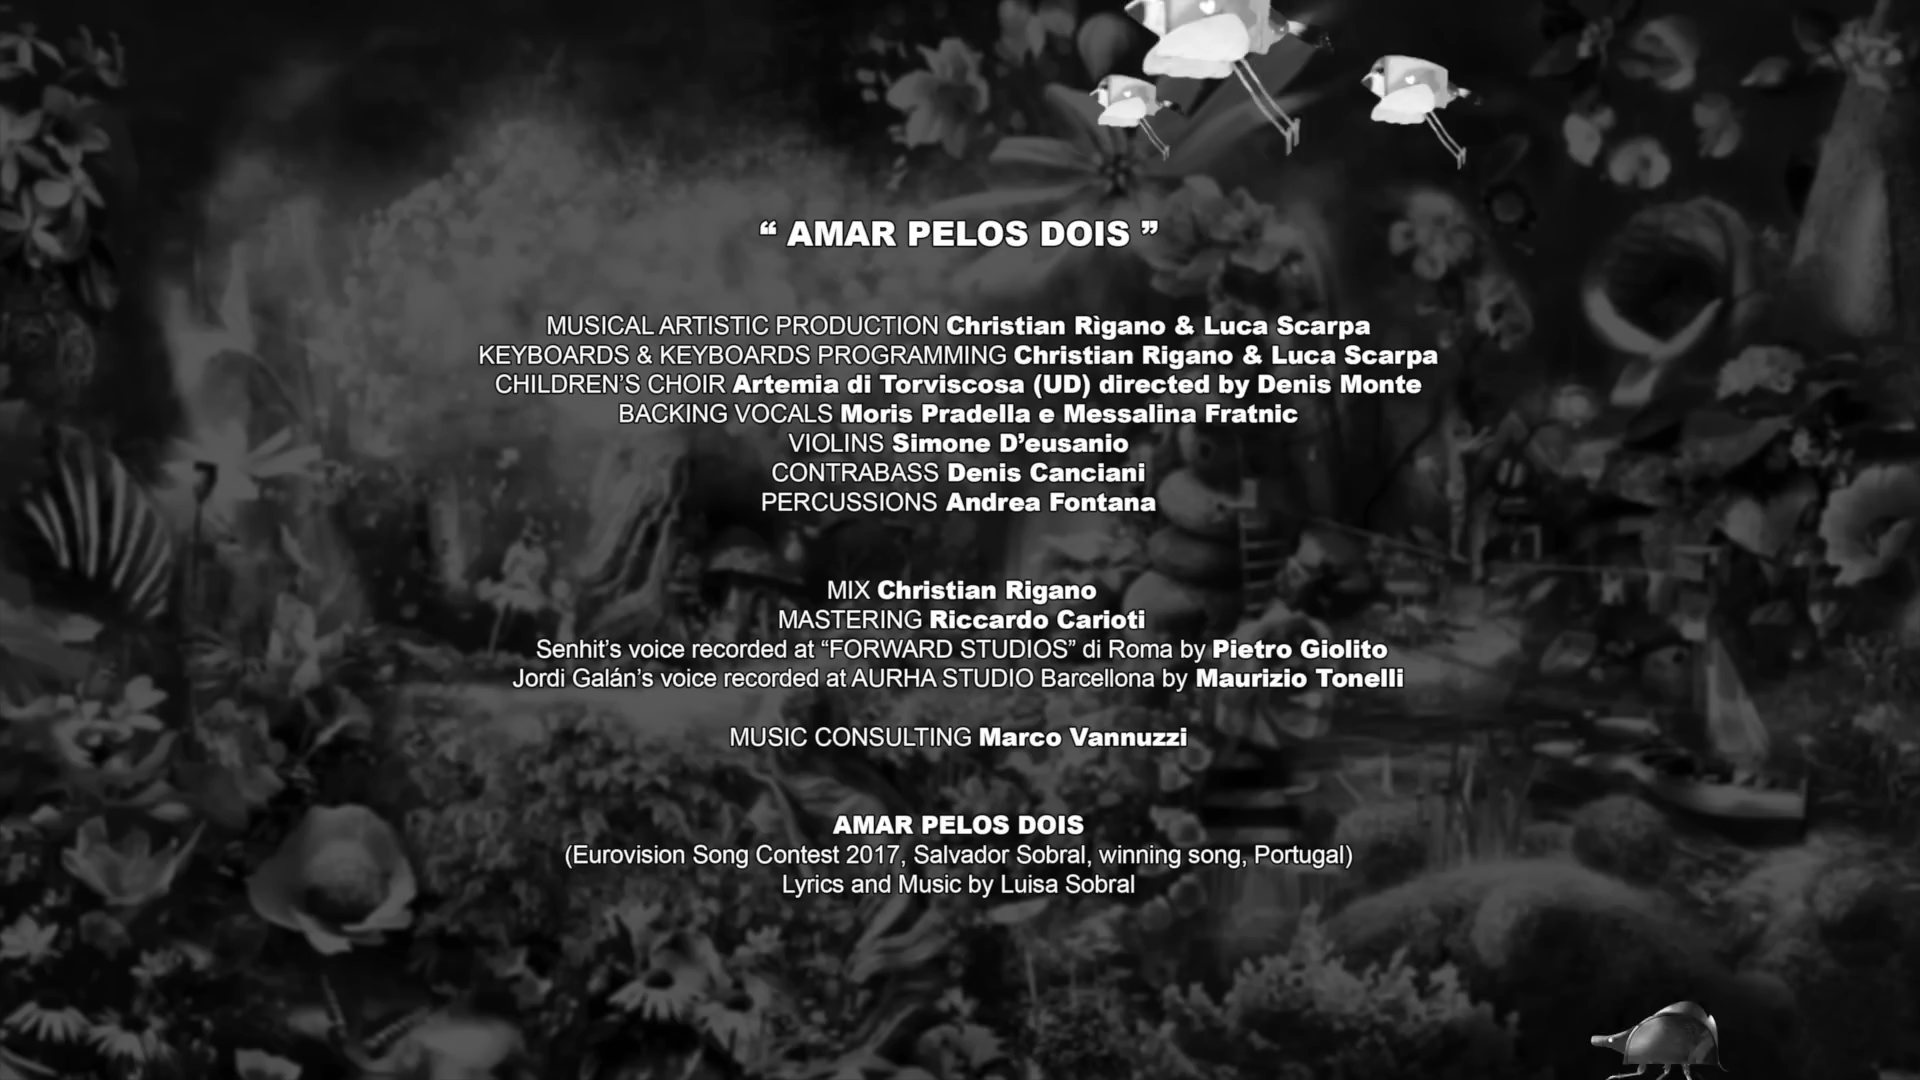 “ AMAR PELOS DOIS ”
MUSICAL ARTISTIC PRODUCTION Christian Rìgano & Luca Scarpa
KEYBOARDS & KEYBOARDS PROGRAMMING Christian Rigano & Luca Scarpa
CHILDREN’S CHOIR Artemia di Torviscosa (UD) directed by Denis Monte
BACKING VOCALS Moris Pradella e Messalina Fratnic
VIOLINS Simone D’eusanio
CONTRABASS Denis Canciani
PERCUSSIONS Andrea Fontana
MIX Christian Rigano
MASTERING Riccardo Carioti
Senhit’s voice recorded at “FORWARD STUDIOS” di Roma by Pietro Giolito
Jordi Galán’s voice recorded at AURHA STUDIO Barcellona by Maurizio Tonelli
MUSIC CONSULTING Marco Vannuzzi
AMAR PELOS DOIS
(Eurovision Song Contest 2017, Salvador Sobral, winning song, Portugal)
Lyrics and Music by Luisa Sobral